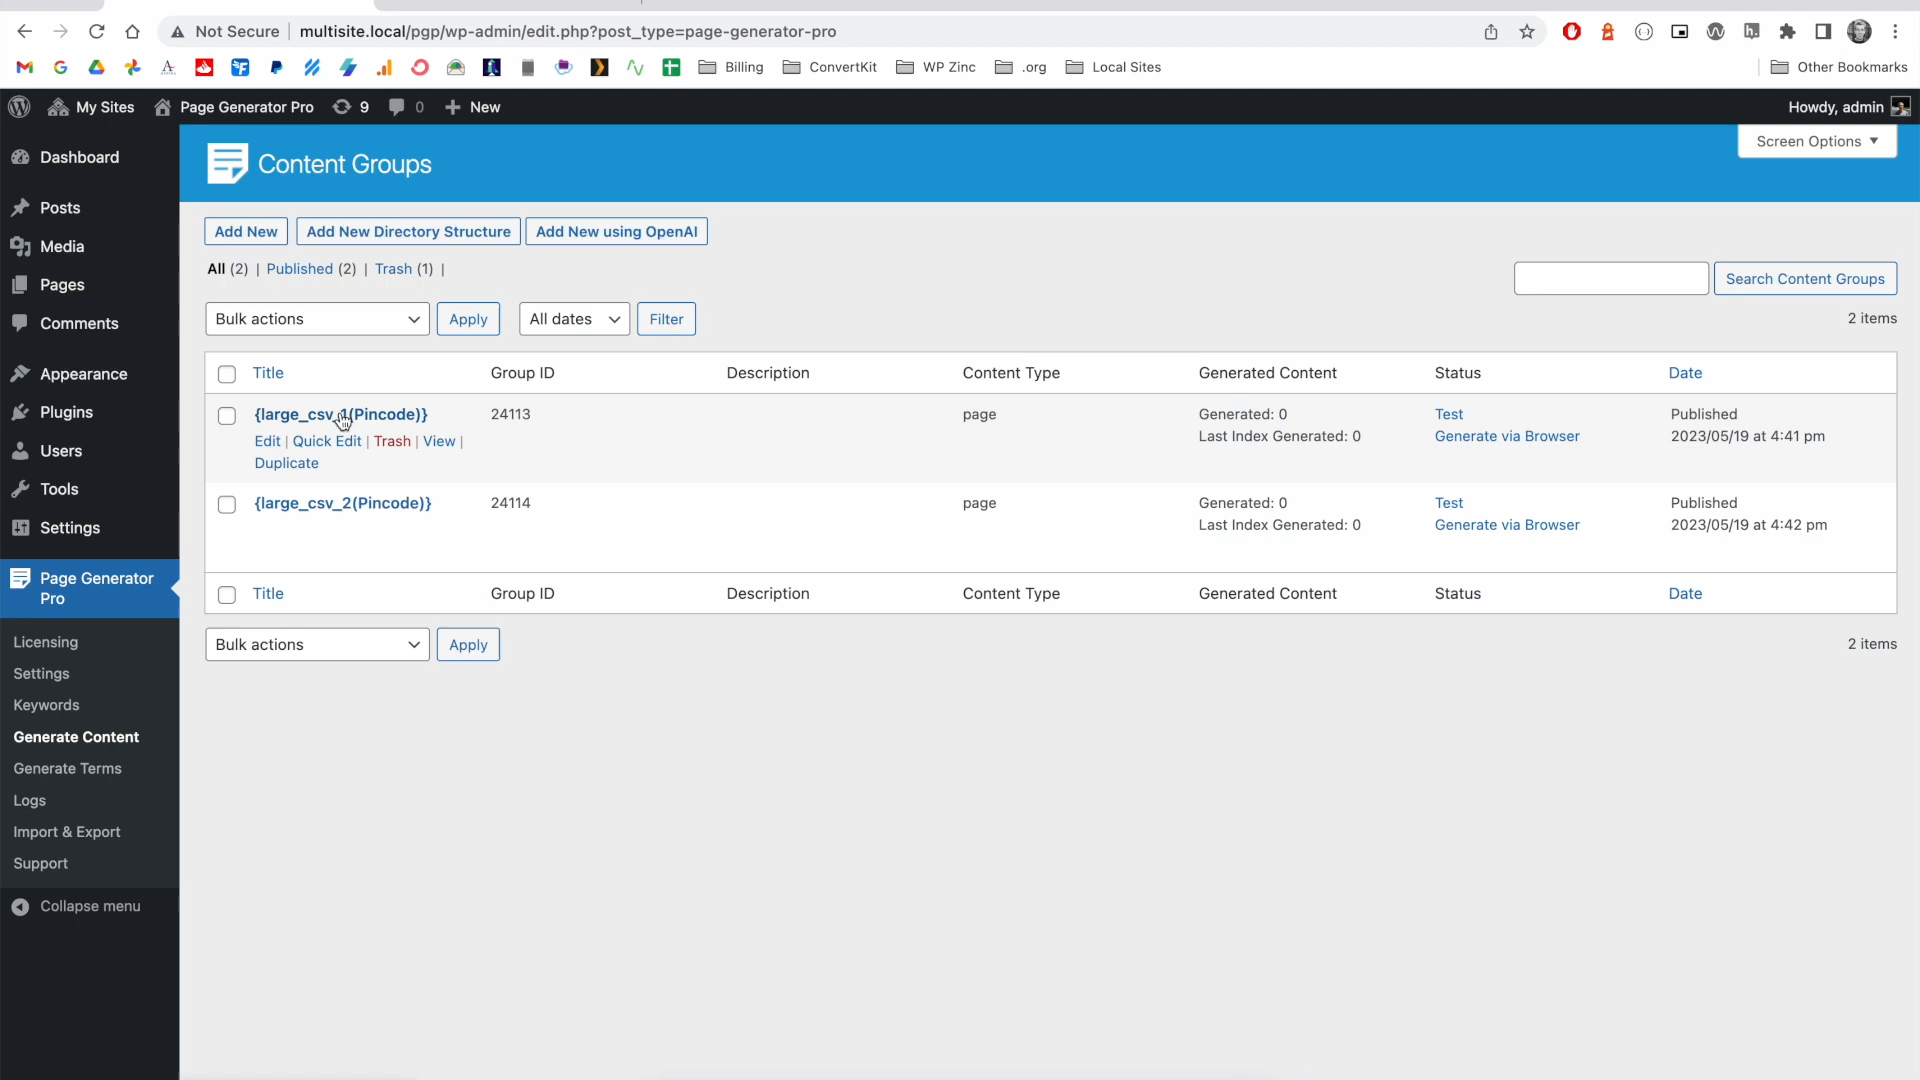 Not Secure
multisite.local/pgp/wp-admin/edit.php?post_type=page-generator-pro
Billing
ConvertKit
WP Zinc
.org
Local Sites
Other Bookmarks
My Sites
Page Generator Pro
9
0
New
Howdy, admin
Dashboard
Posts
Media
Pages
Comments
Appearance
Plugins
Users
Tools
Settings
Page Generator
Pro
Licensing
Settings
Keywords
Generate Content
Generate Terms
Logs
Import & Export
Support
Collapse menu
Screen Options
Content Groups
Add New
Add New Directory Structure
Add New using OpenAI
All (2) | Published (2) | Trash (1) |
Search Content Groups
Bulk actions
Apply
All dates
Filter
2 items
Title Group ID Description Content Type Generated Content Status Date
{large_csv_1(Pincode)} 24113 page Generated: 0 Test Published
Last Index Generated: 0 Generate via Browser 2023/05/19 at 4:41 pm
Edit | Quick Edit | Trash | View |
Duplicate
{large_csv_2(Pincode)} 24114 page Generated: 0 Test Published
Last Index Generated: 0 Generate via Browser 2023/05/19 at 4:42 pm
Title Group ID Description Content Type Generated Content Status Date
Bulk actions
Apply
2 items